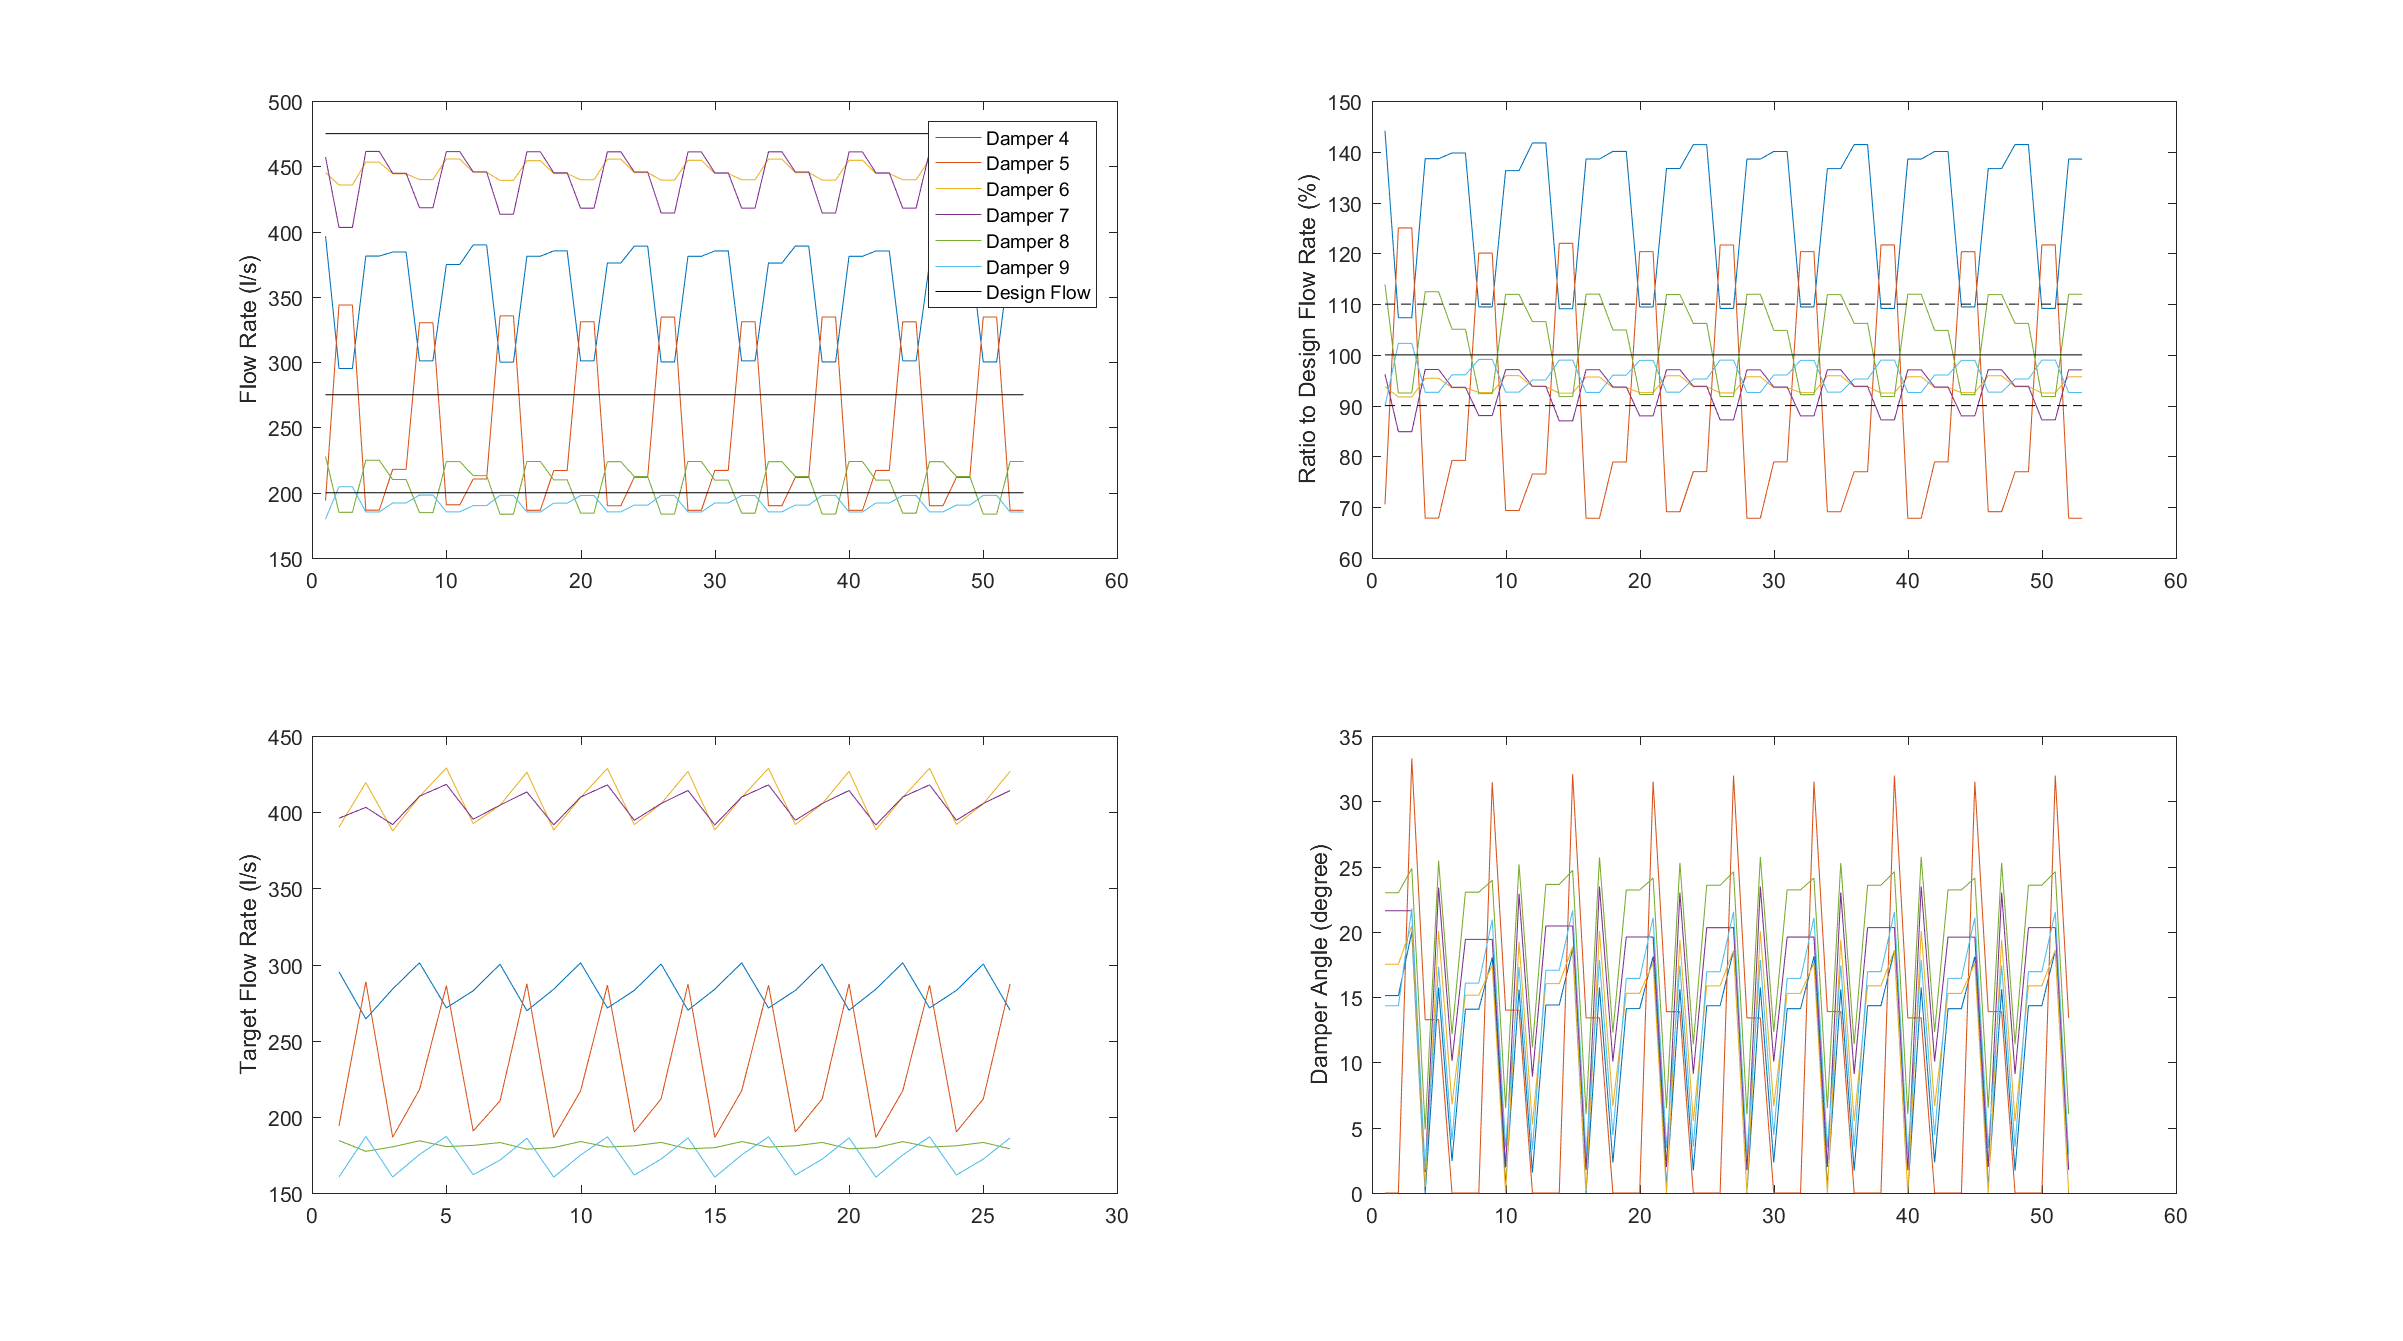 Flow Rate (l/s)
500
450
400
350
300
250
200
150
0 10 20 30 40 50 60
Damper 4
Damper 5
Damper 6
Damper 7
Damper 8
Damper 9
Design Flow
Ratio to Design Flow Rate (%)
150
140
130
120
110
100
90
80
70
60
0 10 20 30 40 50 60
Target Flow Rate (l/s)
450
400
350
300
250
200
150
0 5 10 15 20 25 30
Damper Angle (degree)
35
30
25
20
15
10
5
0
0 10 20 30 40 50 60